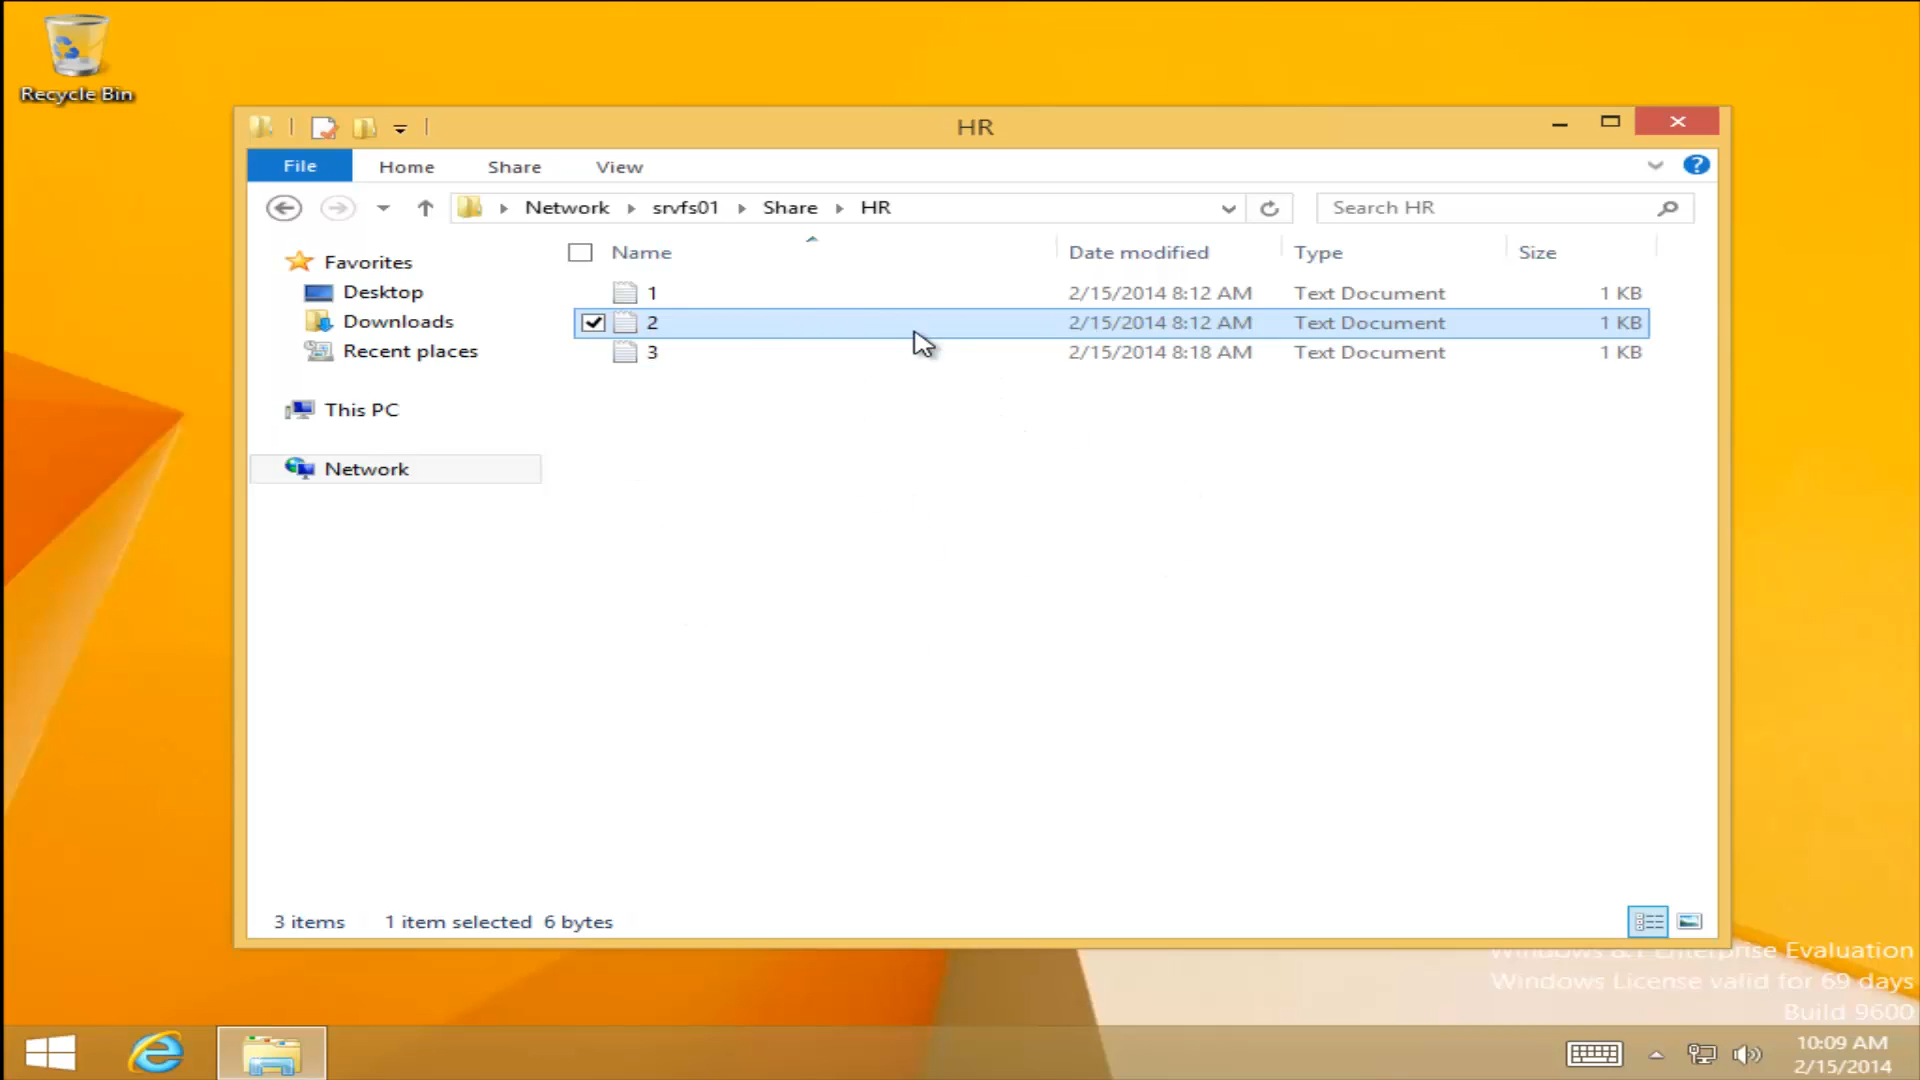 Recycle Bin
HR
File Home Share View
Network srvfs01 Share HR
Search HR
Name Date modified Type Size
Favorites
Desktop
Downloads
Recent places
This PC
Network
1 2/15/2014 8:12 AM Text Document 1 KB
2 2/15/2014 8:12 AM Text Document 1 KB
3 2/15/2014 8:18 AM Text Document 1 KB
3 items 1 item selected 6 bytes
Windows 8.1 Enterprise Evaluation
Windows License valid for 69 days
Build 9600
10:09 AM
2/15/2014